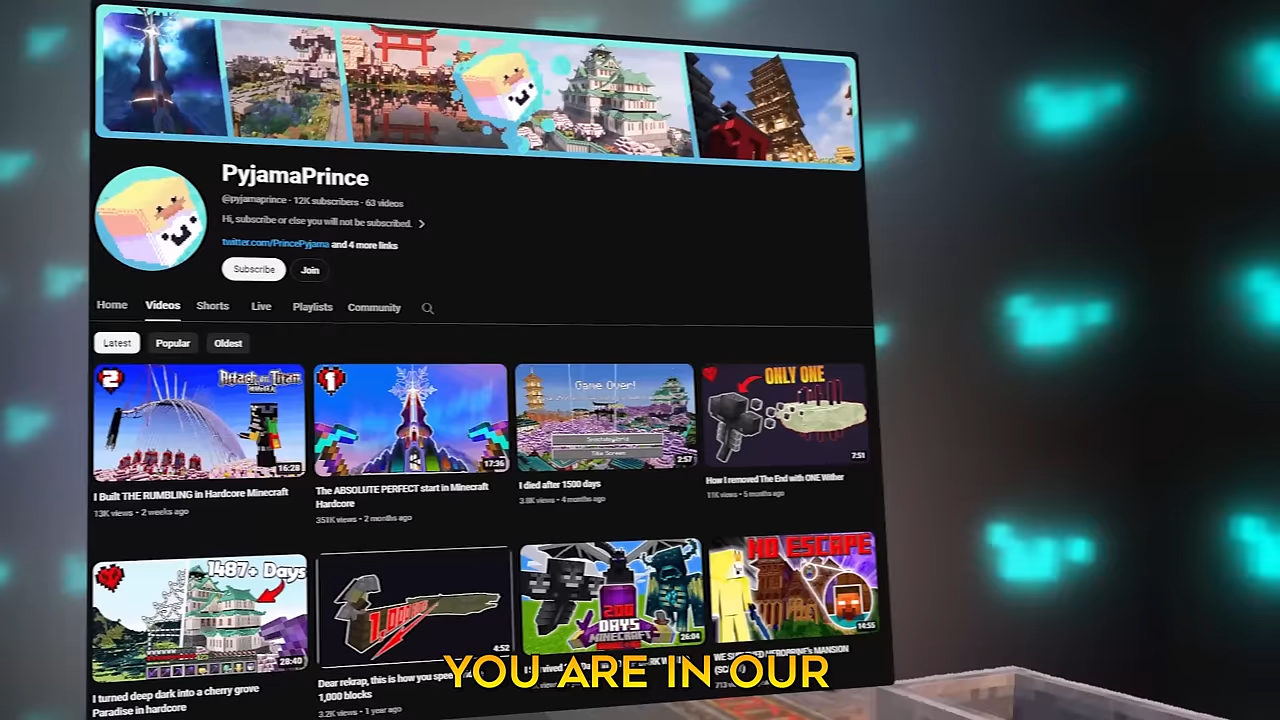 PyjamaPrince
@pyjamaprince · 12K subscribers · 63 videos
Hi, subscribe or else you will not be subscribed.
twitter.com/PrincePyjama and 4 more links
Subscribe
Join
Home Videos Shorts Live Playlists Community
Latest Popular Oldest
2
Attack on Titan
16:28
1
17:36
Game Over!
Spectate World
Title Screen
2:57
ONLY ONE
7:51
I Built THE RUMBLING in Hardcore Minecraft
13K views · 2 weeks ago
The ABSOLUTE PERFECT start in Minecraft
Hardcore
351K views · 2 months ago
I died after 1500 days
3.8K views · 4 months ago
How I removed The End with ONE Wither
11K views · 5 months ago
1487+ Days
28:40
4:52
200
DAYS
MINECRAFT
26:04
NO ESCAPE
14:55
I turned deep dark into a cherry grove
Paradise in hardcore
Dear rekrap, this is how you
1,000 blocks
3.2K views · 1 year ago
MANSION
YOU ARE IN OUR